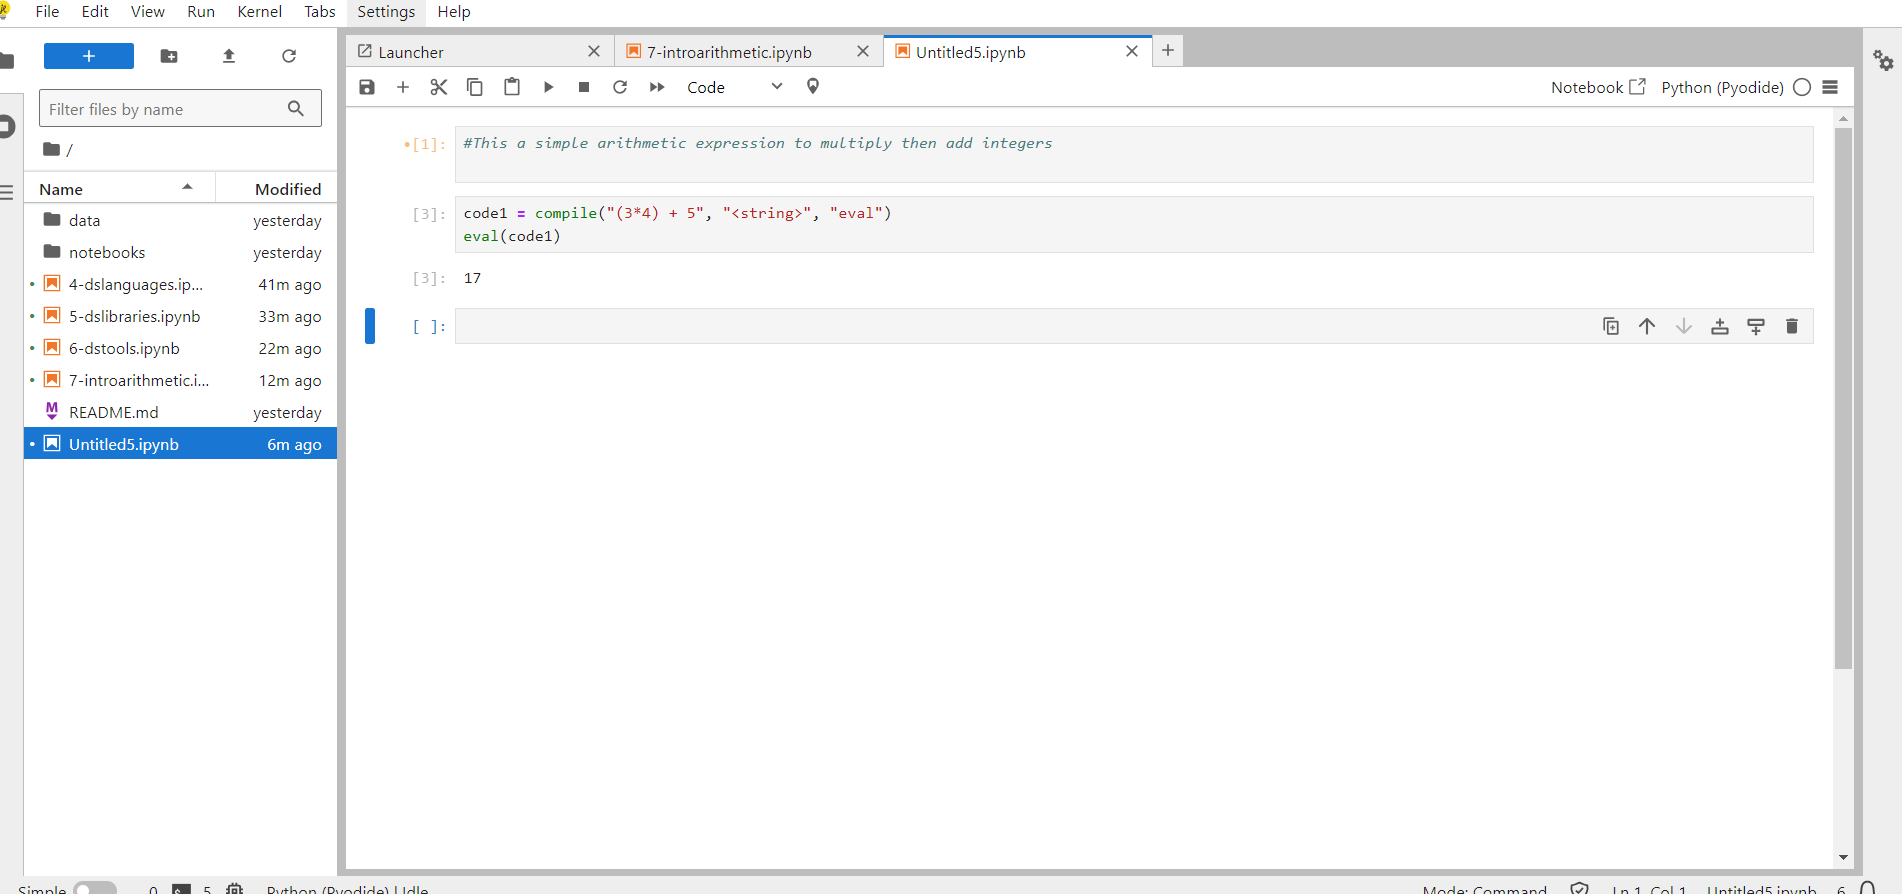 File Edit View Run Kernel Tabs Settings Help
Filter files by name
/
Name Modified
data yesterday
notebooks yesterday
4-dslanguages.ip... 41m ago
5-dslibraries.ipynb 33m ago
6-dstools.ipynb 22m ago
7-introarithmetic.i... 12m ago
README.md yesterday
Untitled5.ipynb 6m ago
Launcher 7-introarithmetic.ipynb Untitled5.ipynb
Code Notebook Python (Pyodide)
[1]: #This a simple arithmetic expression to multiply then add integers
[3]: code1 = compile("(3*4) + 5", "<string>", "eval")
eval(code1)
[3]: 17
[ ]:
Simple 0 5 Python (Pyodide) | Idle Mode: Command Ln 1, Col 1 Untitled5.ipynb 6